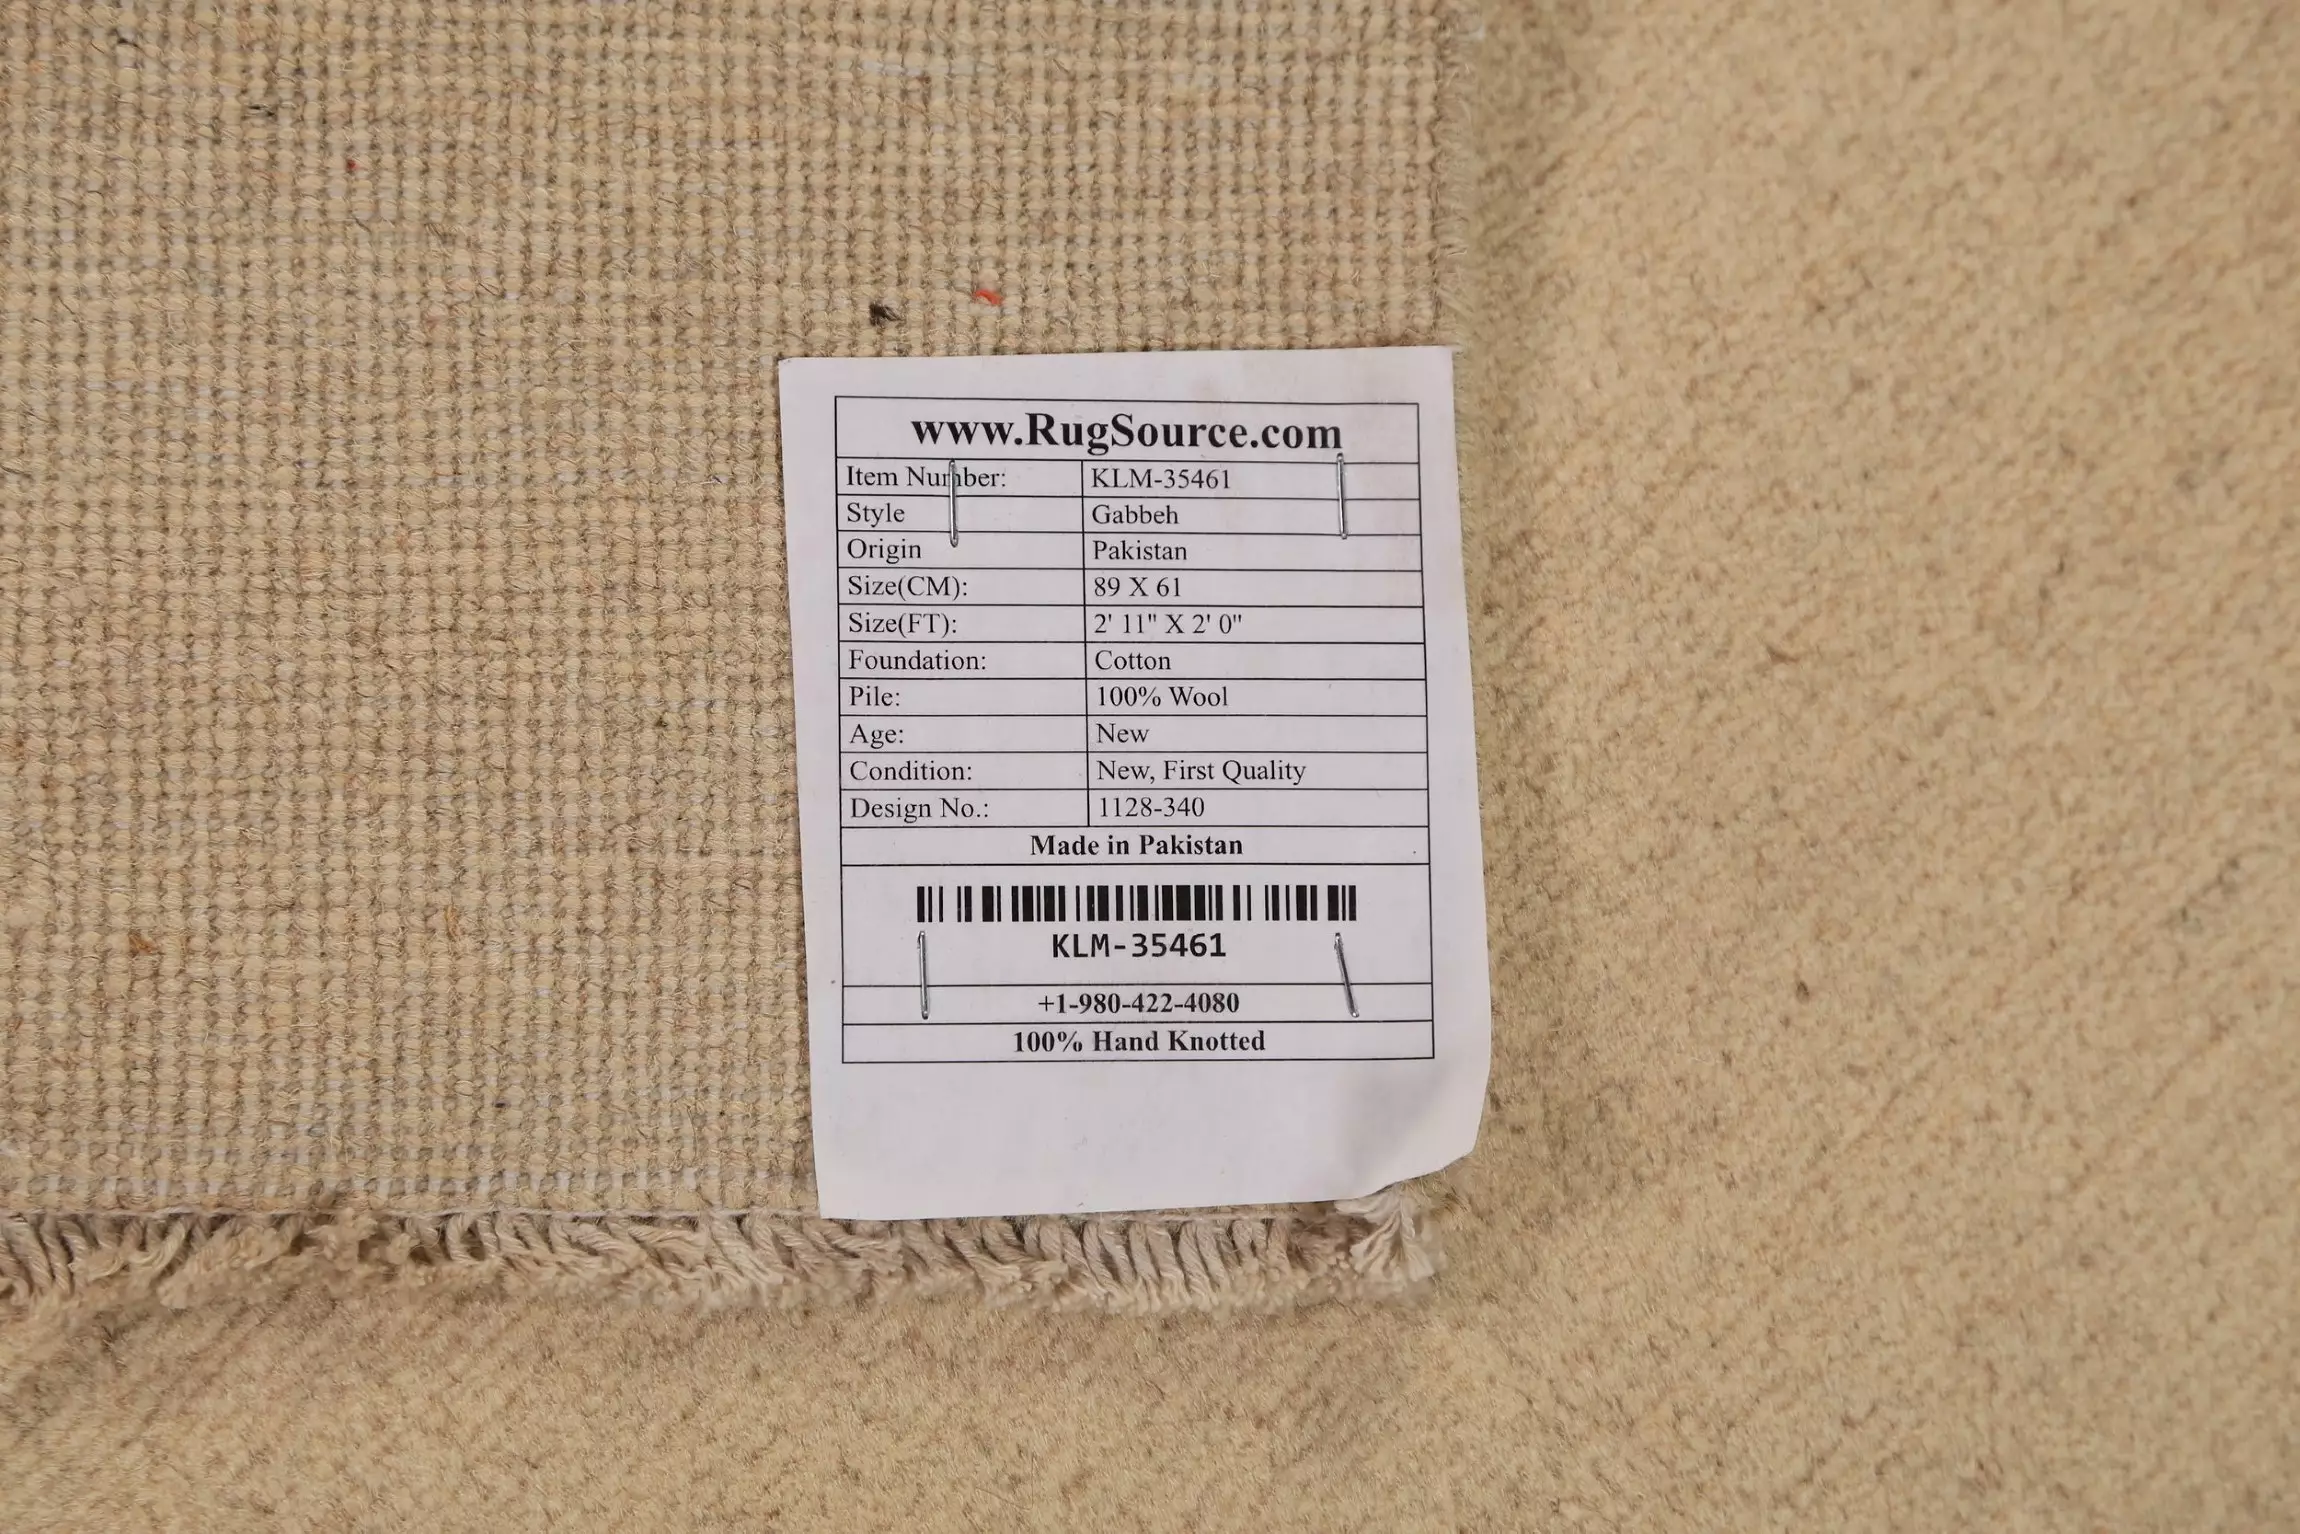 www.RugSource.com
Item Number: KLM-35461
Style Gabbeh
Origin Pakistan
Size(CM): 89 X 61
Size(FT): 2' 11" X 2' 0"
Foundation: Cotton
Pile: 100% Wool
Age: New
Condition: New, First Quality
Design No.: 1128-340
Made in Pakistan
KLM-35461
+1-980-422-4080
100% Hand Knotted